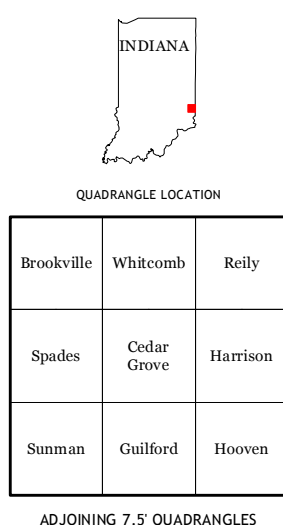 INDIANA
QUADRANGLE LOCATION
Brookville Whitcomb Reily
Spades Cedar Grove Harrison
Sunman Guilford Hooven
ADJOINING 7.5' QUADRANGLES